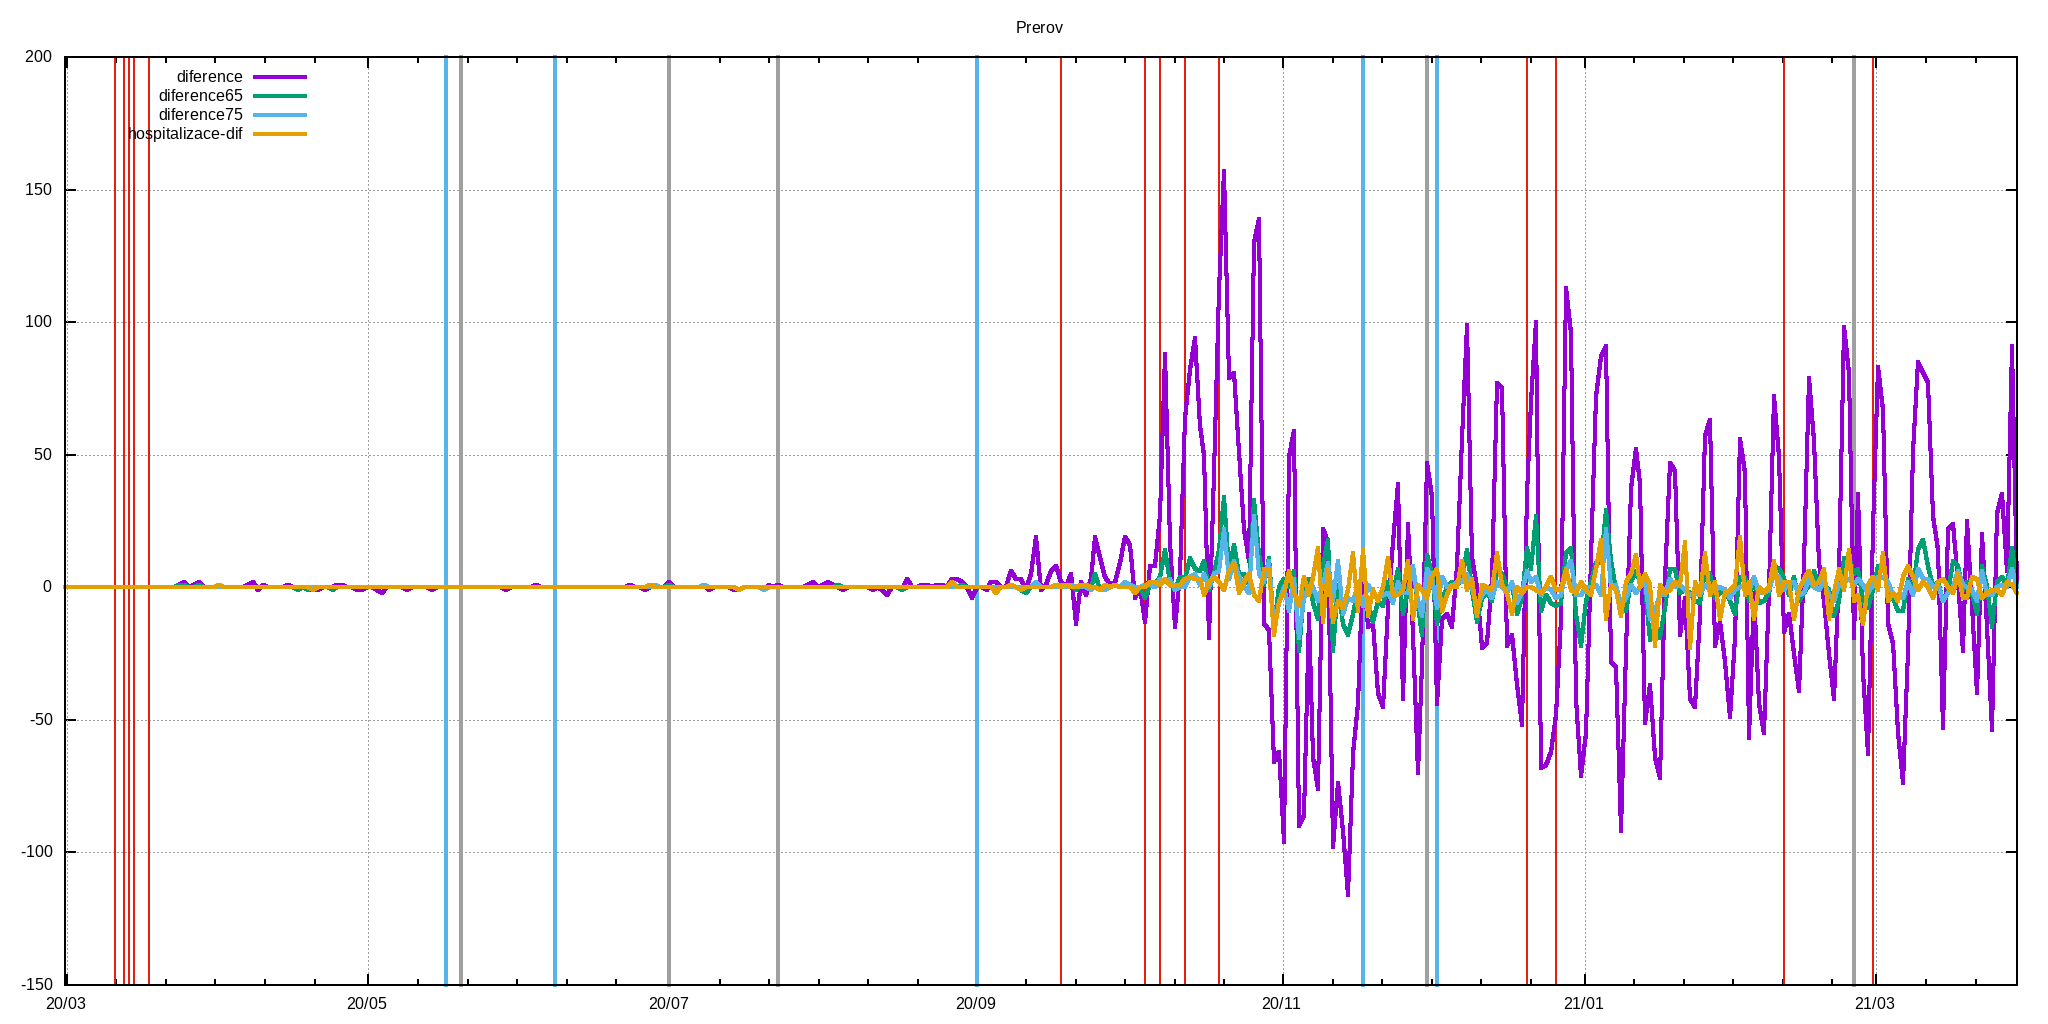 Prerov
200
150
100
50
0
-50
-100
-150
diference
diference65
diference75
hospitalizace-dif
20/03 20/05 20/07 20/09 20/11 21/01 21/03